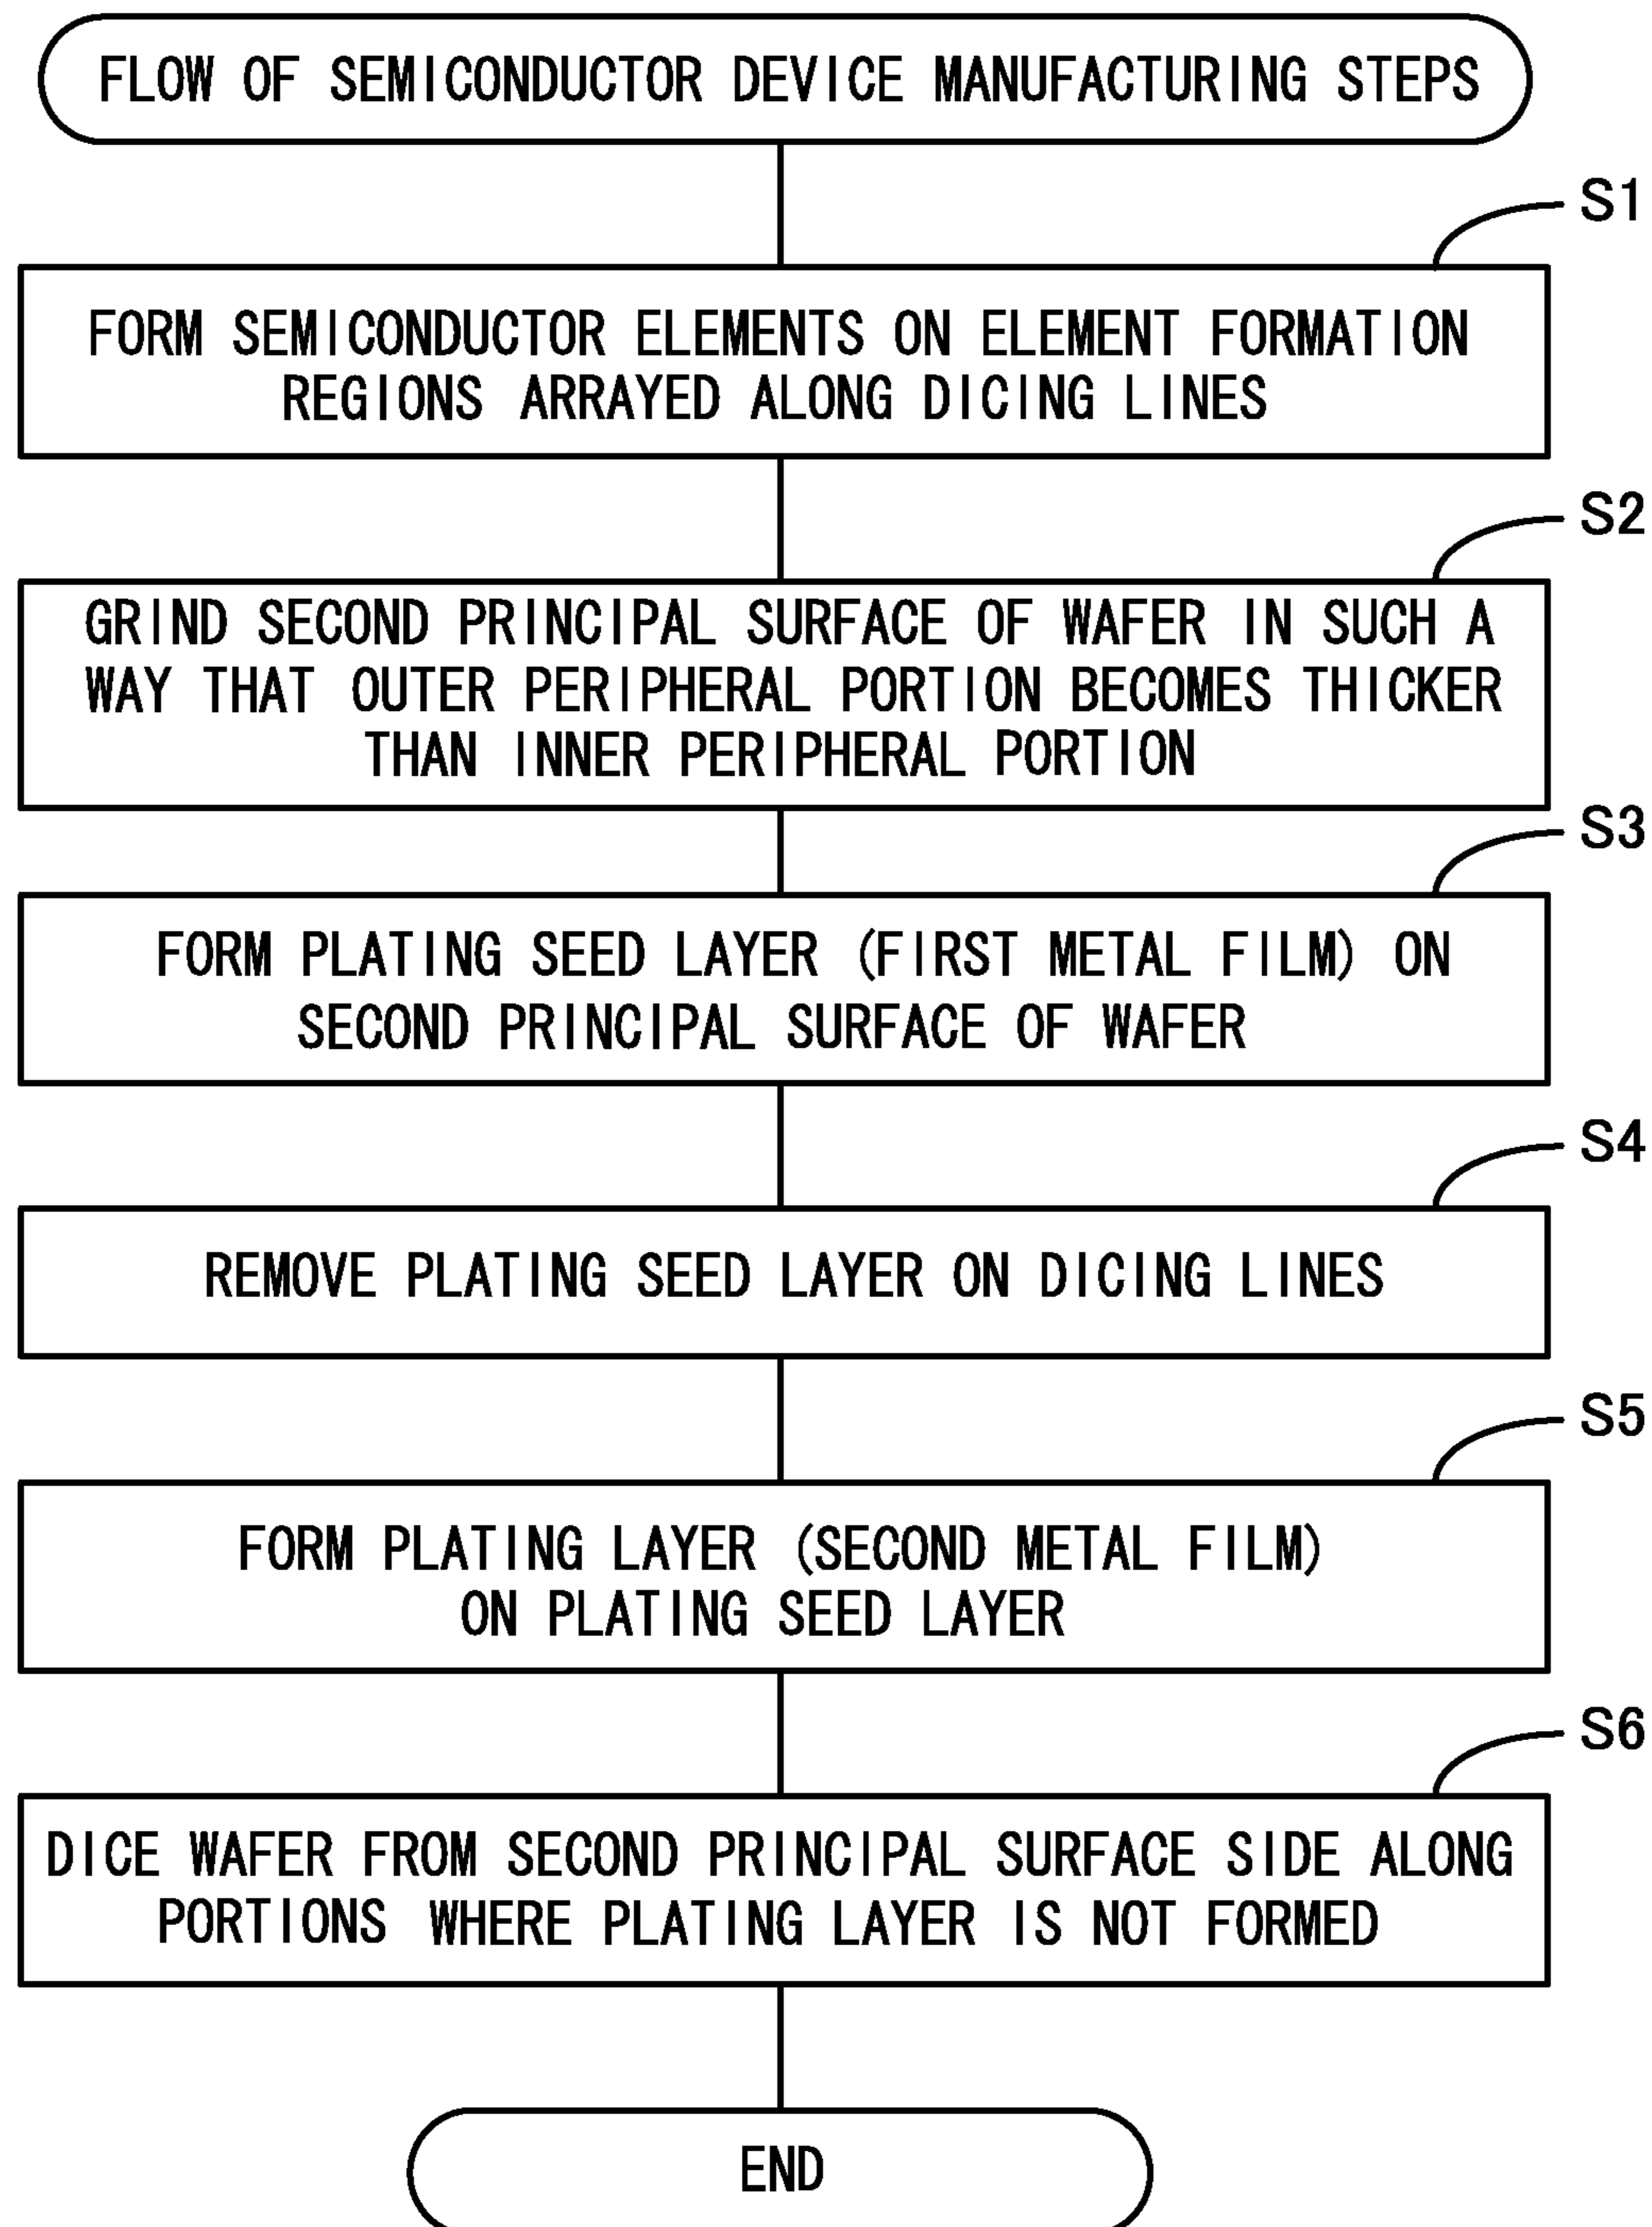 FLOW OF SEMICONDUCTOR DEVICE MANUFACTURING STEPS
S1
FORM SEMICONDUCTOR ELEMENTS ON ELEMENT FORMATION
REGIONS ARRAYED ALONG DICING LINES
S2
GRIND SECOND PRINCIPAL SURFACE OF WAFER IN SUCH A
WAY THAT OUTER PERIPHERAL PORTION BECOMES THICKER
THAN INNER PERIPHERAL PORTION
S3
FORM PLATING SEED LAYER (FIRST METAL FILM) ON
SECOND PRINCIPAL SURFACE OF WAFER
S4
REMOVE PLATING SEED LAYER ON DICING LINES
S5
FORM PLATING LAYER (SECOND METAL FILM)
ON PLATING SEED LAYER
S6
DICE WAFER FROM SECOND PRINCIPAL SURFACE SIDE ALONG
PORTIONS WHERE PLATING LAYER IS NOT FORMED
END